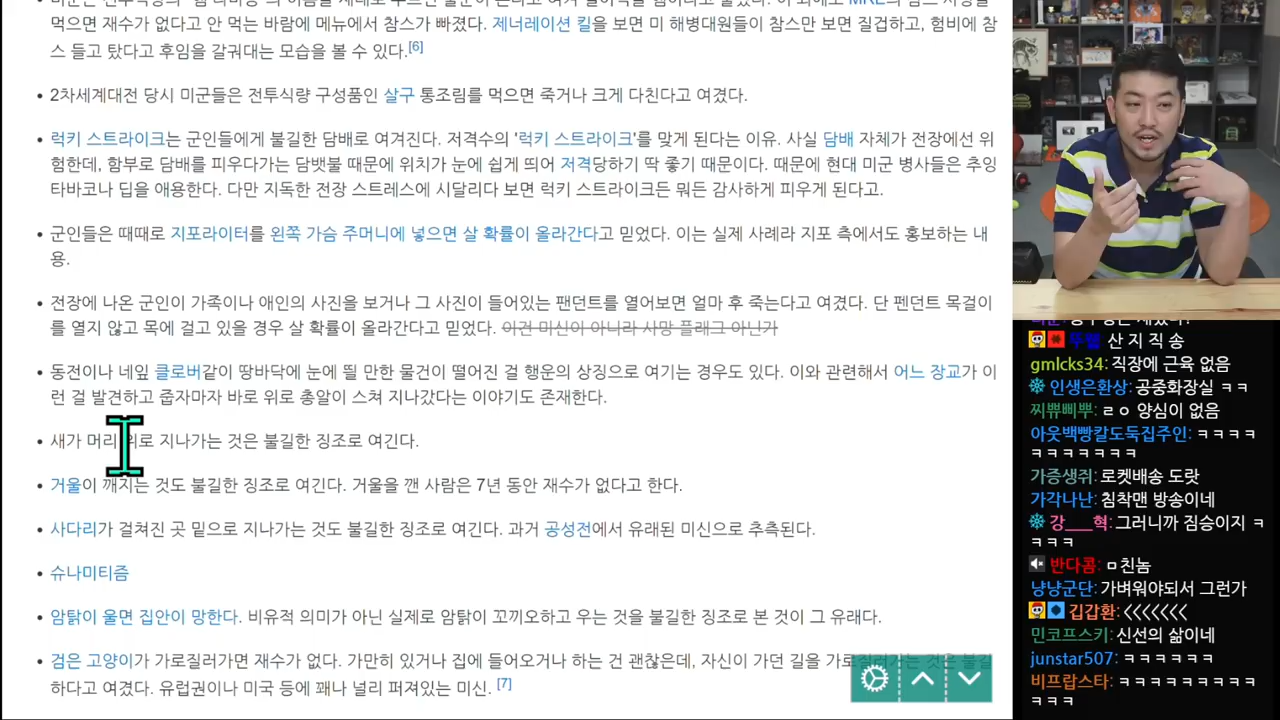 먹으면 재수가 없다고 안 먹는 바람에 메뉴에서 참스가 빠졌다. 제너레이션 킬을 보면 미 해병대원들이 참스만 보면 질겁하고, 험비에 참
스 들고 탔다고 후임을 갈궈대는 모습을 볼 수 있다.[6]
• 2차세계대전 당시 미군들은 전투식량 구성품인 살구 통조림를 먹으면 죽거나 크게 다친다고 여겼다.
• 럭키 스트라이크는 군인들에게 불길한 담배로 여겨진다. 저격수의 '럭키 스트라이크'를 맞게 된다는 이유. 사실 담배 자체가 전장에선 위
험한데, 함부로 담배를 피우다가는 담뱃불 때문에 위치가 눈에 쉽게 띄어 저격당하기 딱 좋기 때문이다. 때문에 현대 미군 병사들은 추잉
타바코나 딥을 애용한다. 다만 지독한 전장 스트레스에 시달리다 보면 럭키 스트라이크든 뭐든 감사하게 피우게 된다고.
• 군인들은 때때로 지포라이터를 왼쪽 가슴 주머니에 넣으면 살 확률이 올라간다고 믿었다. 이는 실제 사례라 지포 측에서도 홍보하는 내
용.
• 전장에 나온 군인이 가족이나 애인의 사진을 보거나 그 사진이 들어있는 팬던트를 열어보면 얼마 후 죽는다고 여겼다. 단 펜던트 목걸이
를 열지 않고 목에 걸고 있을 경우 살 확률이 올라간다고 믿었다. 이건 미신이 아니라 사망 플래그 아닌가
• 동전이나 네잎 클로버같이 땅바닥에 눈에 띌 만한 물건이 떨어진 걸 행운의 상징으로 여기는 경우도 있다. 이와 관련해서 어느 장교가 이
런 걸 발견하고 줍자마자 바로 위로 총알이 스쳐 지나갔다는 이야기도 존재한다.
• 새가 머리 위로 지나가는 것은 불길한 징조로 여긴다.
• 거울이 깨지는 것도 불길한 징조로 여긴다. 거울을 깬 사람은 7년 동안 재수가 없다고 한다.
• 사다리가 걸쳐진 곳 밑으로 지나가는 것도 불길한 징조로 여긴다. 과거 공성전에서 유래된 미신으로 추측된다.
• 슈나미티즘
• 암탉이 울면 집안이 망한다. 비유적 의미가 아닌 실제로 암탉이 꼬끼오하고 우는 것을 불길한 징조로 본 것이 그 유래다.
• 검은 고양이가 가로질러가면 재수가 없다. 가만히 있거나 집에 들어오거나 하는 건 괜찮은데, 자신이 가던 길을 가로질러가는 것은 불길
하다고 여겼다. 유럽권이나 미국 등에 꽤나 널리 퍼져있는 미신. [7]
뚜렙 산 지 직 송
gmlcks34: 직장에 근육 없음
인생은환상: 공중화장실 ㅋㅋ
찌쀼삐뿌: ㄹㅇ 양심이 없음
아웃백빵칼도둑집주인: ㅋㅋㅋㅋ
ㅋㅋㅋㅋㅋㅋㅋㅋ
가증생쥐: 로켓배송 도랏
가각나난: 침착맨 방송이네
강___혁: 그러니까 짐승이지 ㅋ
ㅋㅋㅋ
반다콤: ㅁ친놈
냥냥군단: 가벼워야되서 그런가
김갑환: <<<<<<<
민코프스키: 신선의 삶이네
junstar507: ㅋㅋㅋㅋㅋㅋ
비프랍스타: ㅋㅋㅋㅋㅋㅋㅋㅋㅋ
ㅋㅋㅋ